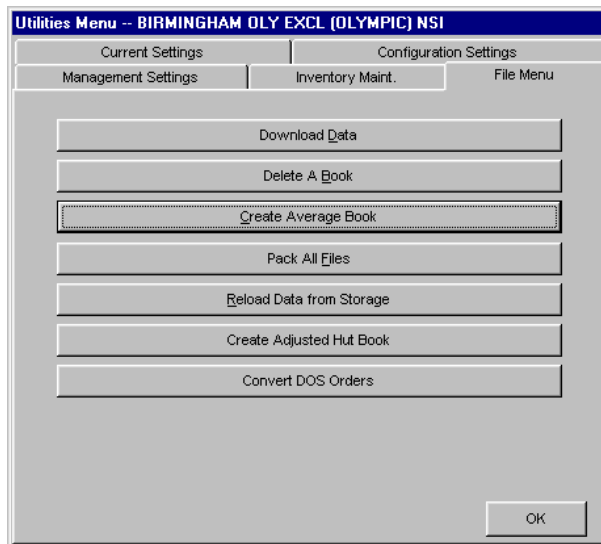 Utilities Menu -- BIRMINGHAM OLY EXCL (OLYMPIC) NSI
Current Settings
Configuration Settings
Management Settings
Inventory Maint.
File Menu
Download Data
Delete A Book
Create Average Book
Pack All Files
Reload Data from Storage
Create Adjusted Hut Book
Convert DOS Orders
OK